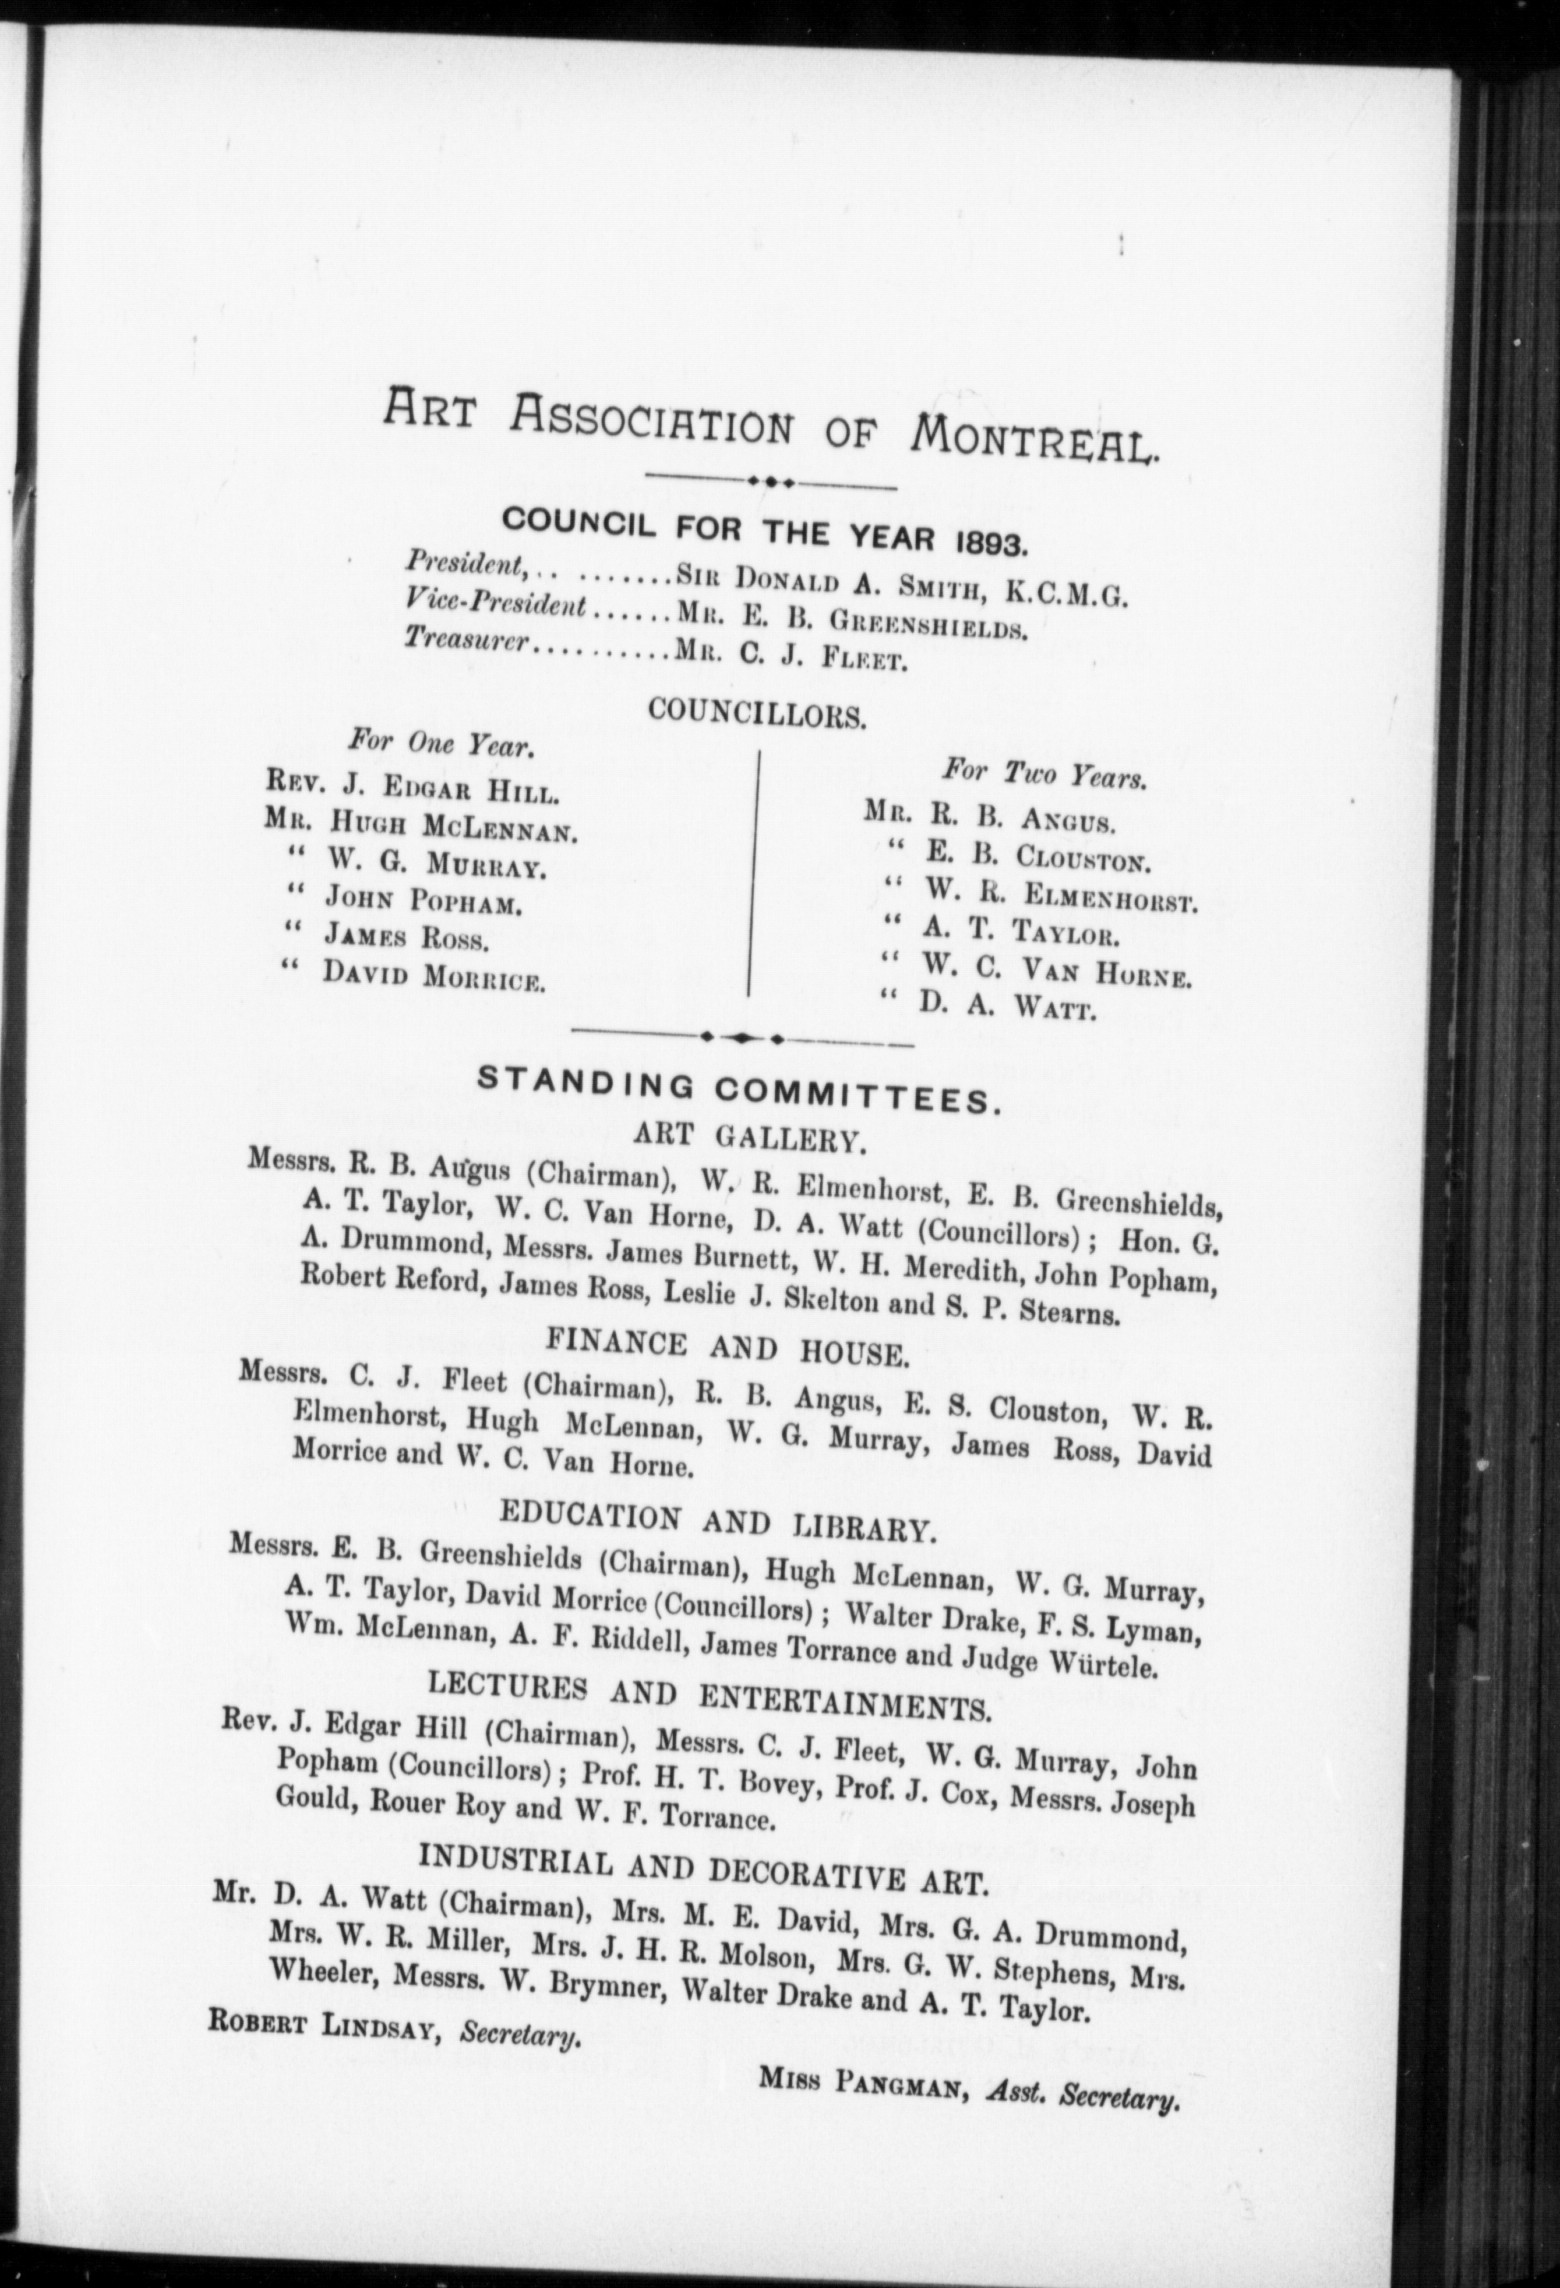 ART ASSOCIATION OF MONTREAL.
COUNCIL FOR THE YEAR 1893.
President,.. ........SIR DONALD A. SMITH, K.C.M.G.
Vice-President......MR. E. B. GREENSHIELDS.
Treasurer..........MR. C. J. FLEET.
COUNCILLORS.
For One Year.
REV. J. EDGAR HILL.
MR. HUGH MCLENNAN.
“ W. G. MURRAY.
“ JOHN POPHAM.
“ JAMES ROSS.
“ DAVID MORRICE.
For Two Years.
MR. R. B. ANGUS.
“ E. B. CLOUSTON.
“ W. R. ELMENHORST.
“ A. T. TAYLOR.
“ W. C. VAN HORNE.
“ D. A. WATT.
STANDING COMMITTEES.
ART GALLERY.
Messrs. R. B. Augus (Chairman), W. R. Elmenhorst, E. B. Greenshields,
A. T. Taylor, W. C. Van Horne, D. A. Watt (Councillors) ; Hon. G.
A. Drummond, Messrs. James Burnett, W. H. Meredith, John Popham,
Robert Reford, James Ross, Leslie J. Skelton and S. P. Stearns.
FINANCE AND HOUSE.
Messrs. C. J. Fleet (Chairman), R. B. Angus, E. S. Clouston, W. R.
Elmenhorst, Hugh McLennan, W. G. Murray, James Ross, David
Morrice and W. C. Van Horne.
EDUCATION AND LIBRARY.
Messrs. E. B. Greenshields (Chairman), Hugh McLennan, W. G. Murray,
A. T. Taylor, David Morrice (Councillors) ; Walter Drake, F. S. Lyman,
Wm. McLennan, A. F. Riddell, James Torrance and Judge Würtele.
LECTURES AND ENTERTAINMENTS.
Rev. J. Edgar Hill (Chairman), Messrs. C. J. Fleet, W. G. Murray, John
Popham (Councillors) ; Prof. H. T. Bovey, Prof. J. Cox, Messrs. Joseph
Gould, Rouer Roy and W. F. Torrance.
INDUSTRIAL AND DECORATIVE ART.
Mr. D. A. Watt (Chairman), Mrs. M. E. David, Mrs. G. A. Drummond,
Mrs. W. R. Miller, Mrs. J. H. R. Molson, Mrs. G. W. Stephens, Mrs.
Wheeler, Messrs. W. Brymner, Walter Drake and A. T. Taylor.
ROBERT LINDSAY, Secretary.
MISS PANGMAN, Asst. Secretary.